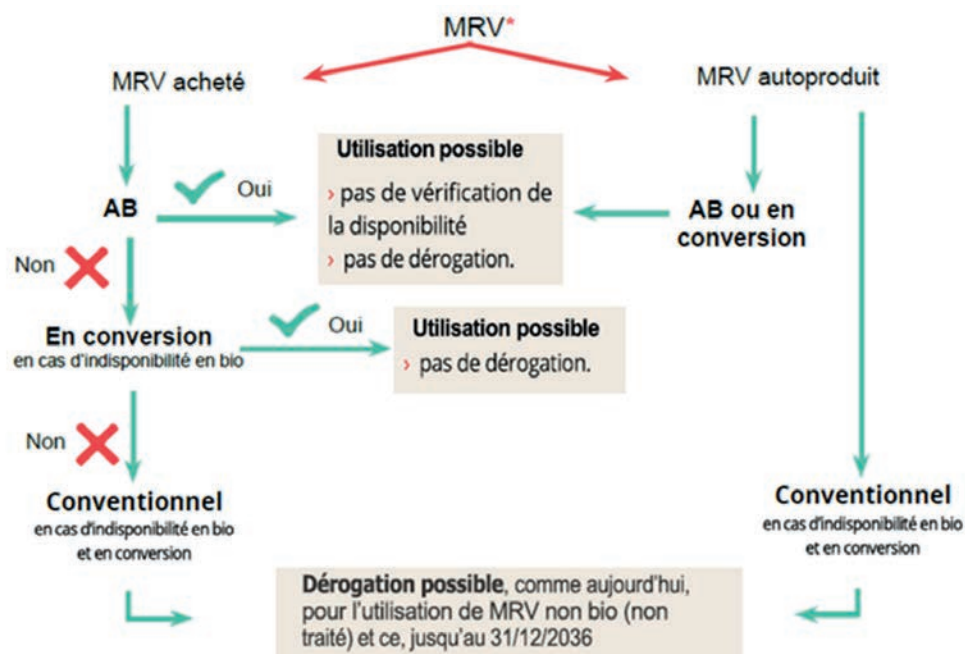 MRV*
MRV acheté
MRV autoproduit
Utilisation possible
› pas de vérification de
la disponibilité
› pas de dérogation.
Oui
AB
AB ou en
conversion
Non
En conversion
en cas d'indisponibilité en bio
Oui
Utilisation possible
› pas de dérogation.
Non
Conventionnel
en cas d'indisponibilité en bio
et en conversion
Conventionnel
en cas d'indisponibilité en bio
et en conversion
Dérogation possible, comme aujourd'hui,
pour l'utilisation de MRV non bio (non
traité) et ce, jusqu'au 31/12/2036